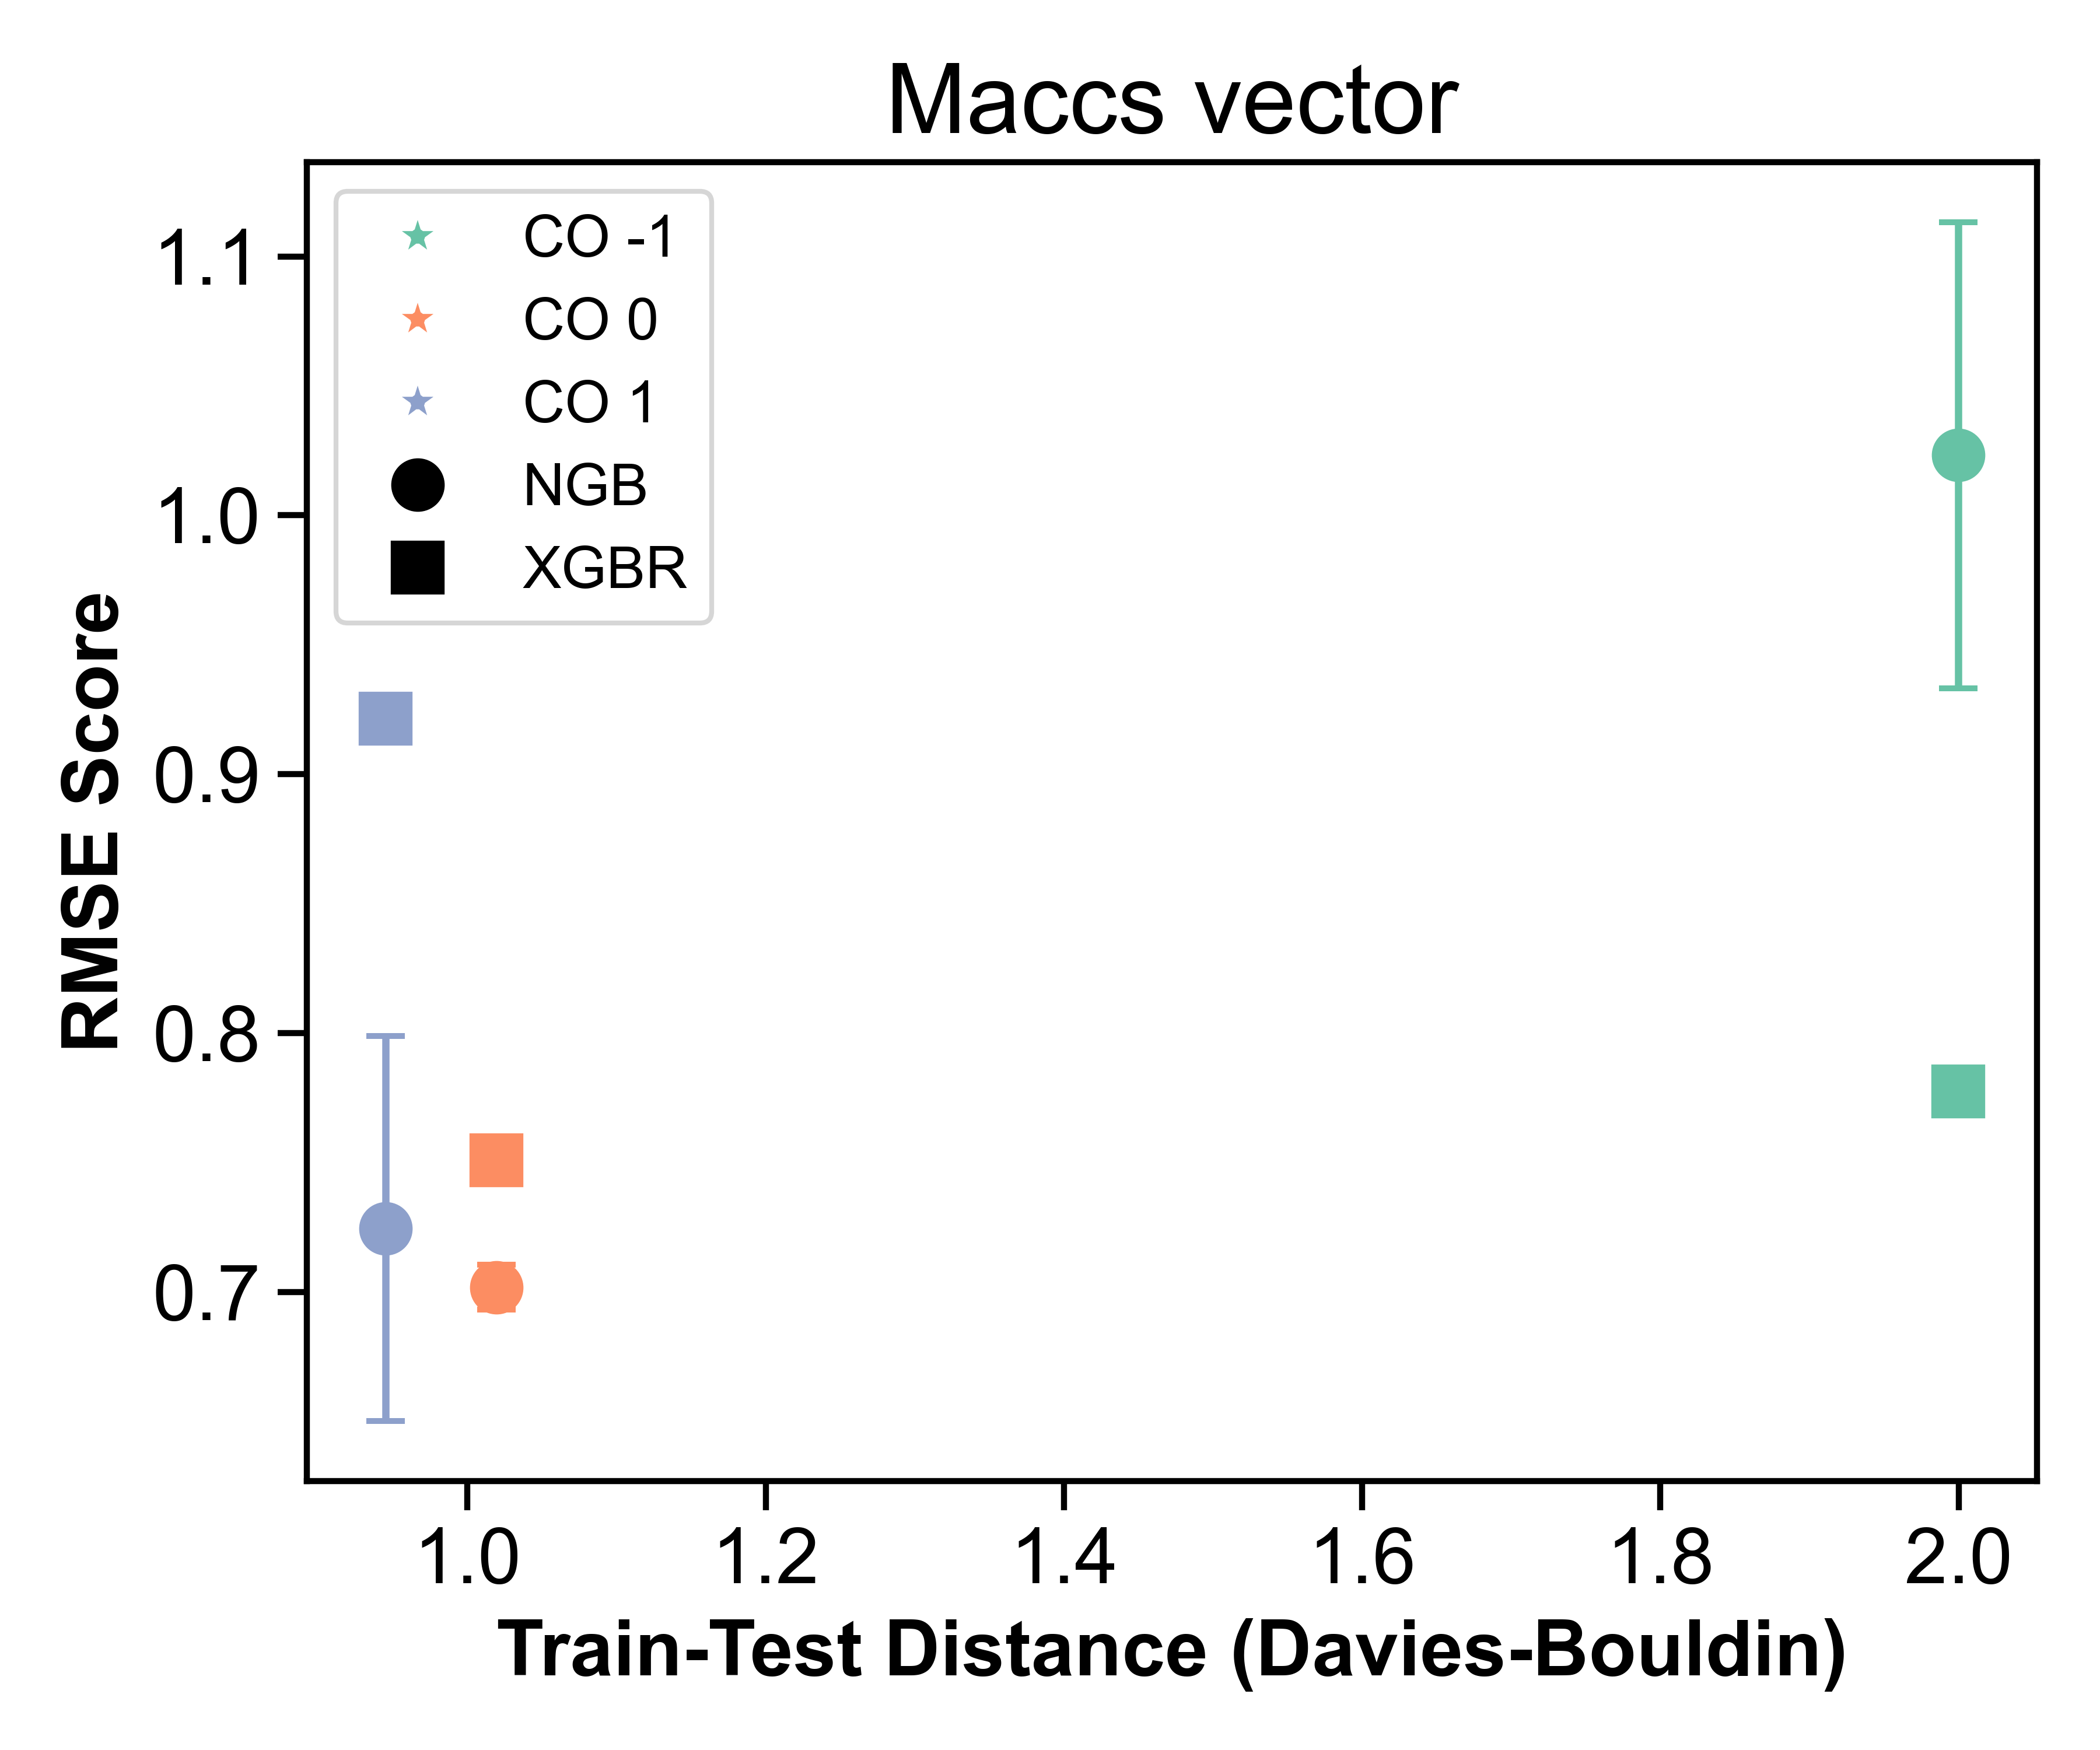 Maccs vector
CO -1
CO 0
CO 1
NGB
XGBR
RMSE Score
1.1
1.0
0.9
0.8
0.7
1.0 1.2 1.4 1.6 1.8 2.0
Train-Test Distance (Davies-Bouldin)